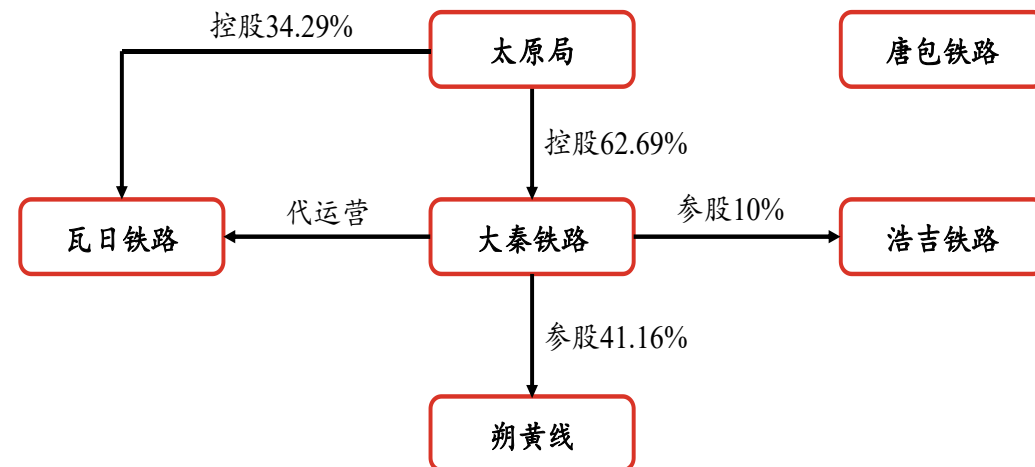 控股34.29%
太原局
唐包铁路
控股62.69%
瓦日铁路
代运营
大秦铁路
参股10%
浩吉铁路
参股41.16%
朔黄线